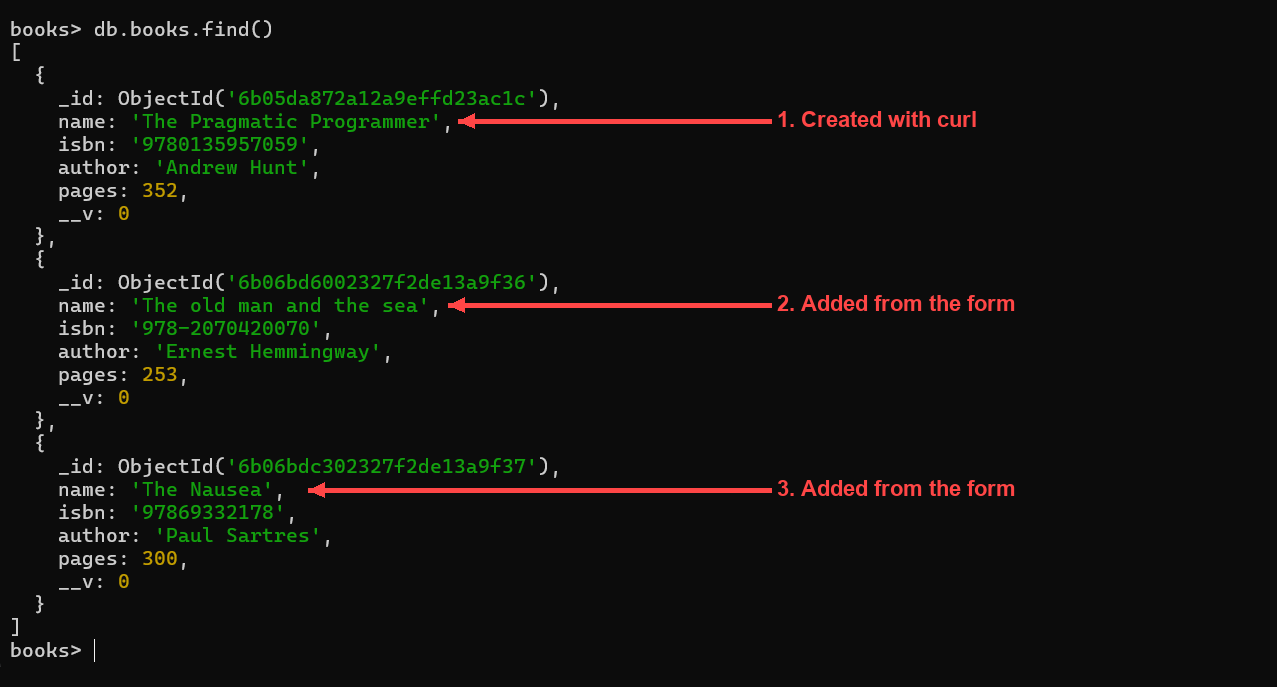 books> db.books.find()
[
  {
    _id: ObjectId('6b05da872a12a9effd23ac1c'),
    name: 'The Pragmatic Programmer', 1. Created with curl
    isbn: '9780135957059',
    author: 'Andrew Hunt',
    pages: 352,
    __v: 0
  },
  {
    _id: ObjectId('6b06bd6002327f2de13a9f36'),
    name: 'The old man and the sea', 2. Added from the form
    isbn: '978-2070420070',
    author: 'Ernest Hemmingway',
    pages: 253,
    __v: 0
  },
  {
    _id: ObjectId('6b06bdc302327f2de13a9f37'),
    name: 'The Nausea', 3. Added from the form
    isbn: '97869332178',
    author: 'Paul Sartres',
    pages: 300,
    __v: 0
  }
]
books>